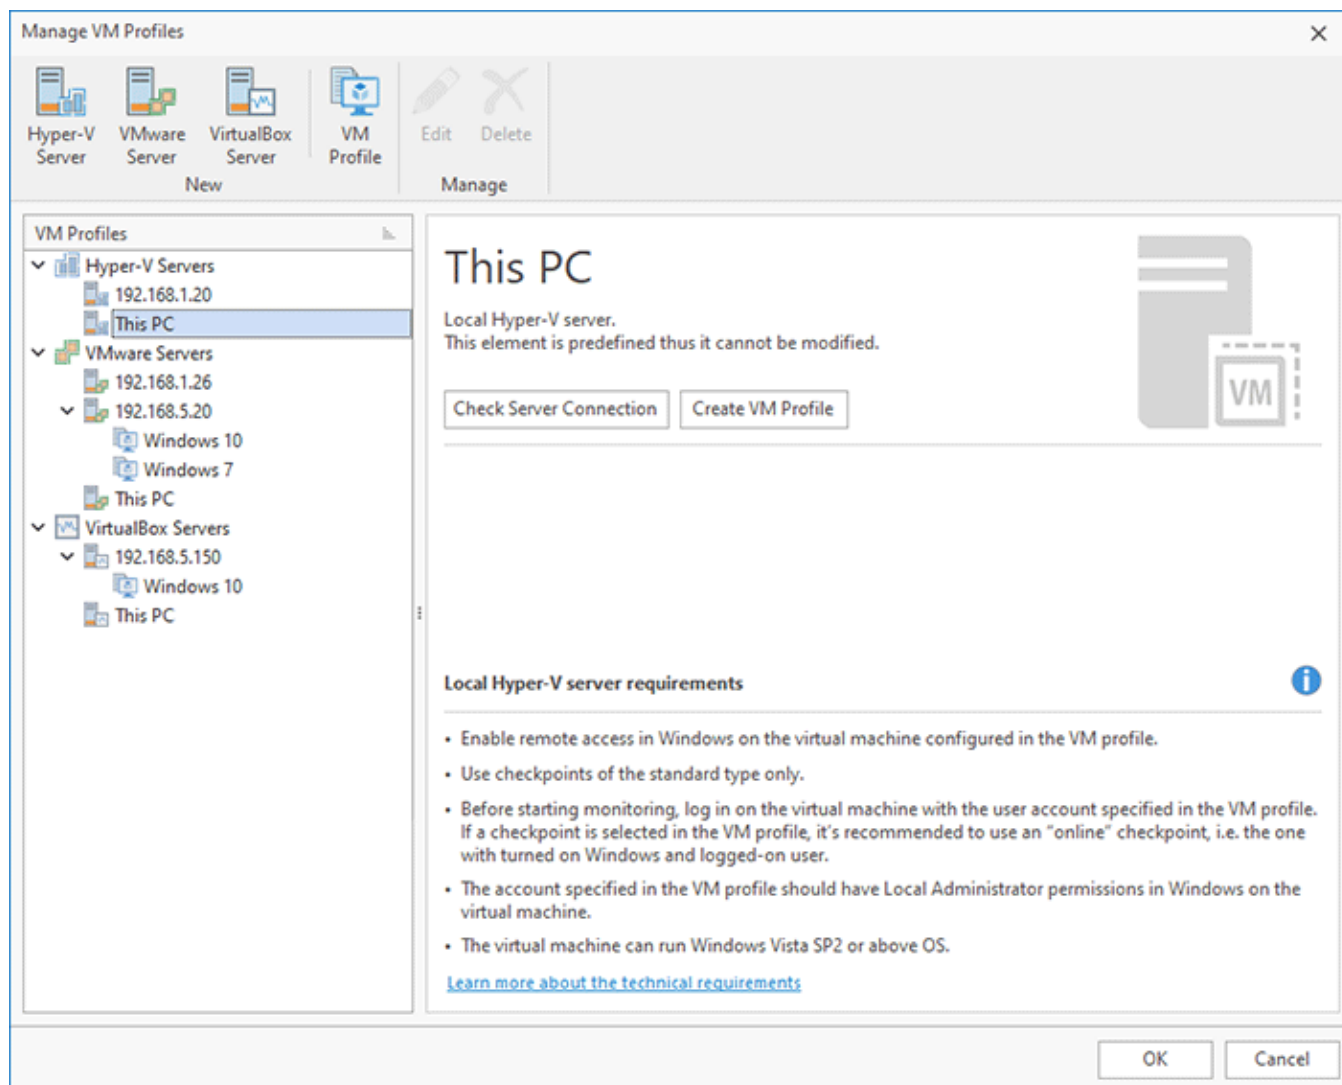 Manage VM Profiles
Hyper-V Server
VMware Server
VirtualBox Server
VM Profile
Edit
Delete
New
Manage
VM Profiles
Hyper-V Servers
192.168.1.20
This PC
VMware Servers
192.168.1.26
192.168.5.20
Windows 10
Windows 7
This PC
VirtualBox Servers
192.168.5.150
Windows 10
This PC
This PC
Local Hyper-V server.
This element is predefined thus it cannot be modified.
Check Server Connection
Create VM Profile
VM
Local Hyper-V server requirements
• Enable remote access in Windows on the virtual machine configured in the VM profile.
• Use checkpoints of the standard type only.
• Before starting monitoring, log in on the virtual machine with the user account specified in the VM profile.
If a checkpoint is selected in the VM profile, it's recommended to use an "online" checkpoint, i.e. the one
with turned on Windows and logged-on user.
• The account specified in the VM profile should have Local Administrator permissions in Windows on the
virtual machine.
• The virtual machine can run Windows Vista SP2 or above OS.
Learn more about the technical requirements
OK
Cancel